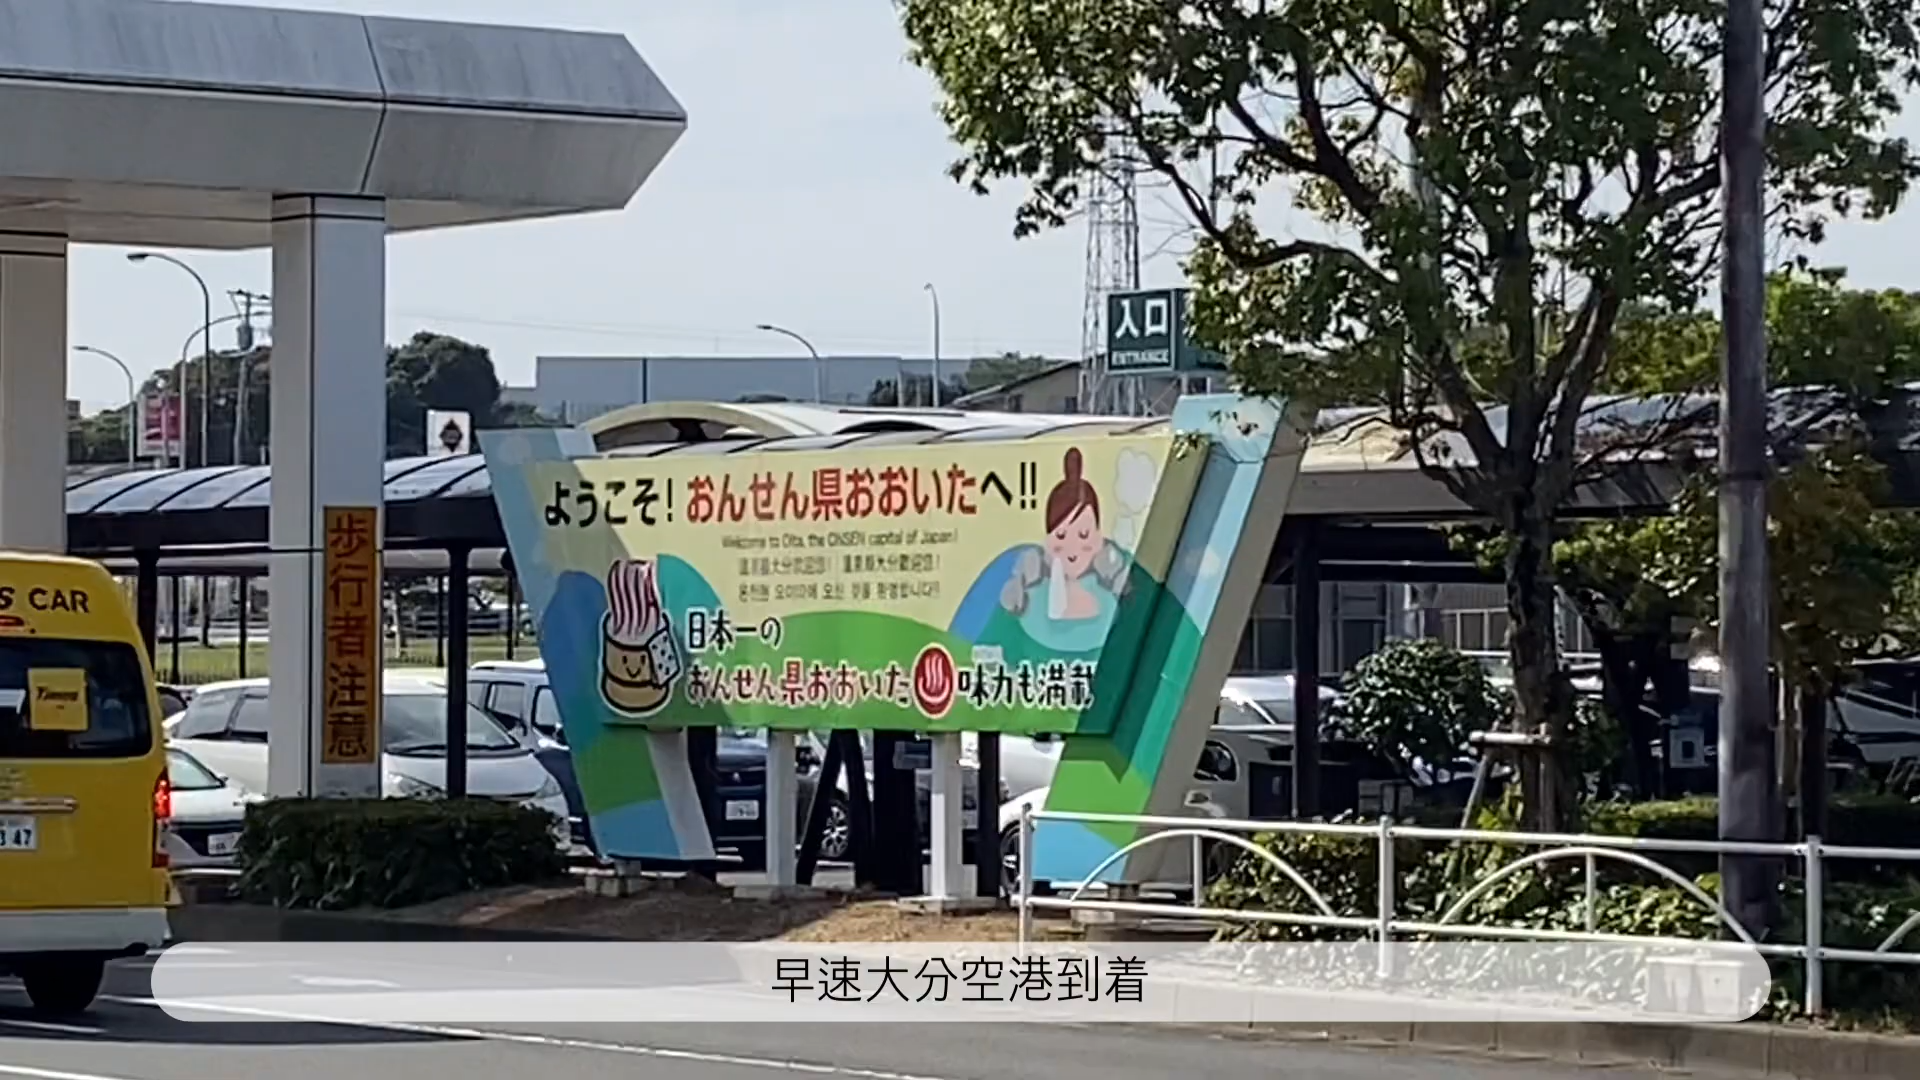 入口
ENTRANCE
ようこそ! おんせん県おおいたへ!!
Welcome to Oita, the ONSEN capital of Japan!
日本一の
おんせん県おおいた♨味力も満載
歩行者注意
S CAR
Times
347
早速大分空港到着